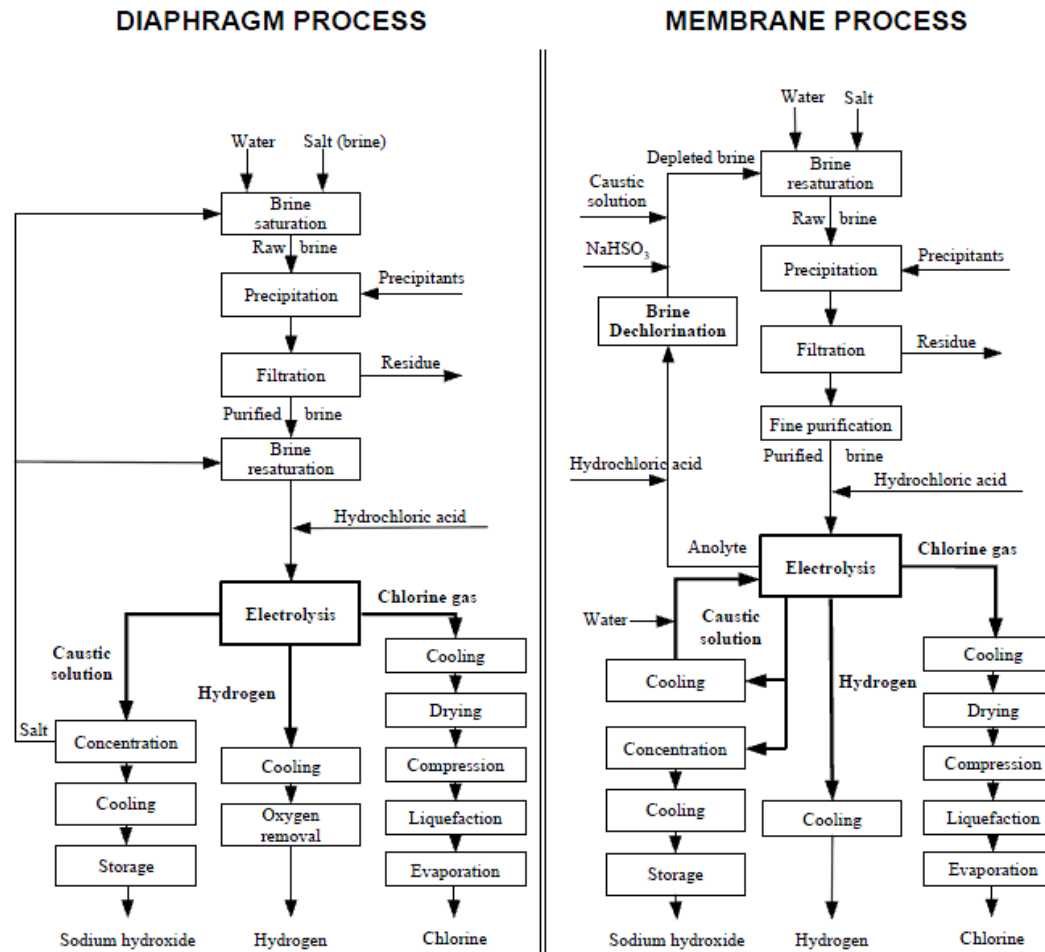 DIAPHRAGM PROCESS
Water
Salt (brine)
Brine
saturation
Raw brine
Precipitants
Precipitation
Filtration
Residue
Purified brine
Brine
resaturation
Hydrochloric acid
Electrolysis
Chlorine gas
Caustic
solution
Hydrogen
Salt
Concentration
Cooling
Storage
Sodium hydroxide
Cooling
Oxygen
removal
Hydrogen
Cooling
Drying
Compression
Liquefaction
Evaporation
Chlorine
MEMBRANE PROCESS
Water
Salt
Depleted brine
Brine
resaturation
Caustic
solution
Raw brine
NaHSO3
Precipitants
Precipitation
Brine
Dechlorination
Filtration
Residue
Fine purification
Purified brine
Hydrochloric acid
Hydrochloric acid
Anolyte
Electrolysis
Chlorine gas
Water
Caustic
solution
Cooling
Hydrogen
Concentration
Cooling
Storage
Sodium hydroxide
Cooling
Hydrogen
Cooling
Drying
Compression
Liquefaction
Evaporation
Chlorine